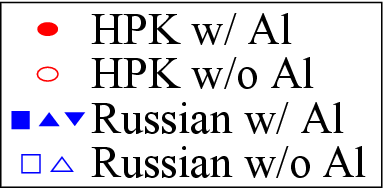 HPK w/ Al
HPK w/o Al
Russian w/ Al
Russian w/o Al